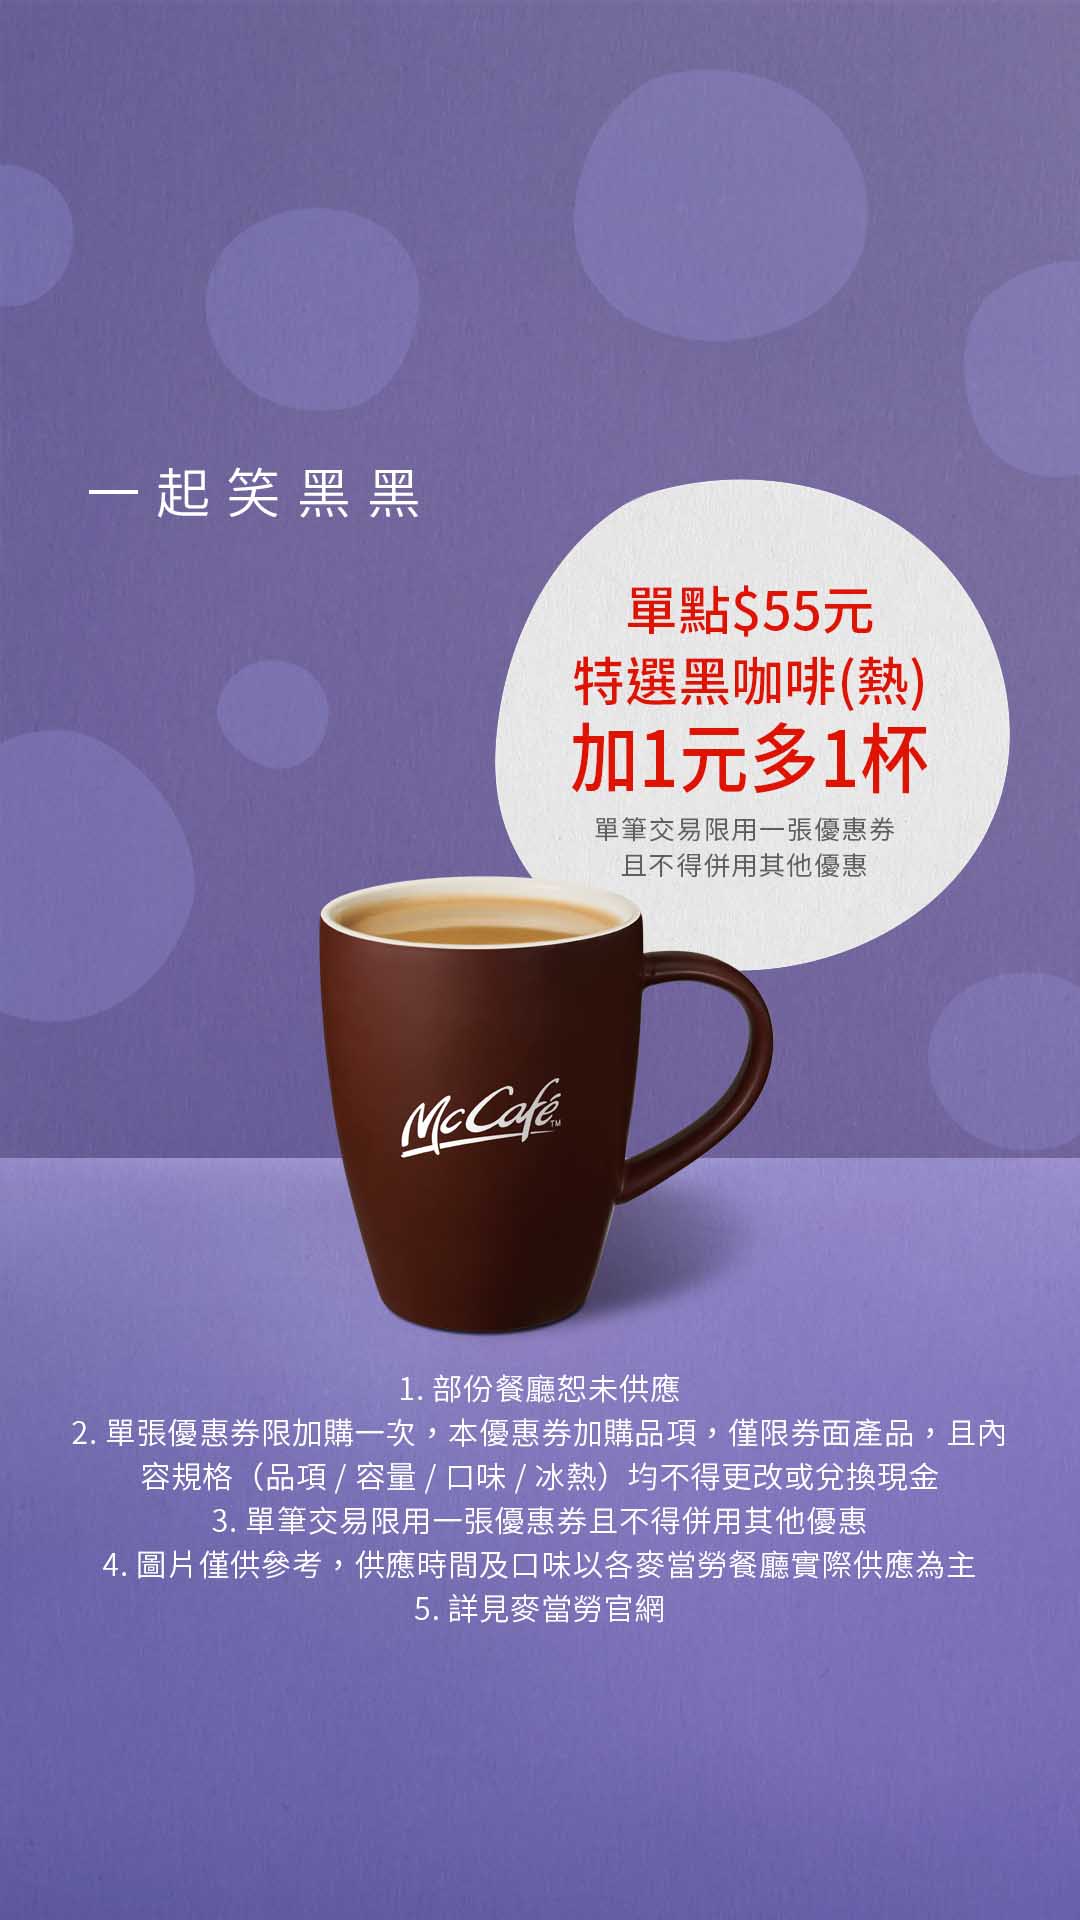 一起笑黑黑
單點$55元
特選黑咖啡(熱)
加1元多1杯
單筆交易限用一張優惠券
且不得併用其他優惠
McCafé™
1. 部份餐廳恕未供應
2. 單張優惠券限加購一次，本優惠券加購品項，僅限券面產品，且內
容規格（品項 / 容量 / 口味 / 冰熱）均不得更改或兌換現金
3. 單筆交易限用一張優惠券且不得併用其他優惠
4. 圖片僅供參考，供應時間及口味以各麥當勞餐廳實際供應為主
5. 詳見麥當勞官網